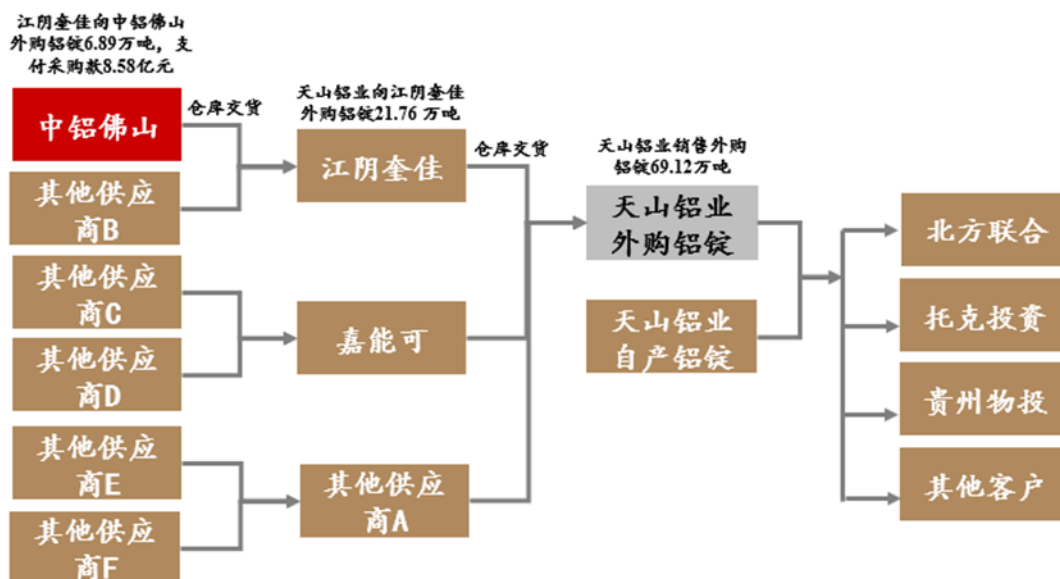 江阴奎佳向中铝佛山
外购铝锭6.89万吨，支
付采购款8.58亿元
中铝佛山
其他供应
商B
其他供应
商C
其他供应
商D
其他供应
商E
其他供应
商F
仓库交货
天山铝业向江阴奎佳
外购铝锭21.76 万吨
江阴奎佳
嘉能可
其他供应
商A
仓库交货
天山铝业销售外购
铝锭69.12万吨
天山铝业
外购铝锭
天山铝业
自产铝锭
北方联合
托克投资
贵州物投
其他客户